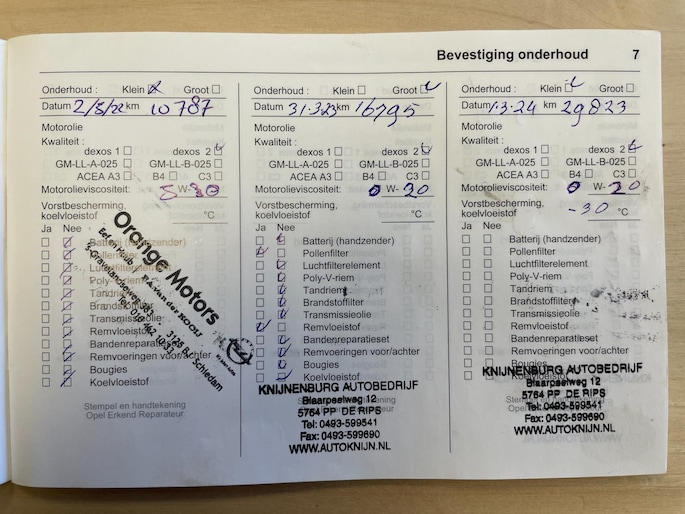 Bevestiging onderhoud 7
Onderhoud : Klein Groot
Datum 2/5/22 km 10787
Motorolie
Kwaliteit :
dexos 1 dexos 2
GM-LL-A-025 GM-LL-B-025
ACEA A3 B4 C3
Motorolieviscositeit: 5 W- 30
Vorstbescherming,
koelvloeistof °C
Ja Nee
Batterij (handzender)
Pollenfilter
Luchtfilterelement
Poly-V-riem
Tandriem
Brandstoffilter
Transmissieolie
Remvloeistof
Bandenreparatieset
Remvoeringen voor/achter
Bougies
Koelvloeistof
Orange Motors
's-Gravelandseweg 383
3125 BJ Schiedam
Stempel en handtekening
Opel Erkend Reparateur
Onderhoud : Klein Groot
Datum 31.3.23 km 16795
Motorolie
Kwaliteit :
dexos 1 dexos 2
GM-LL-A-025 GM-LL-B-025
ACEA A3 B4 C3
Motorolieviscositeit: 0 W- 20
Vorstbescherming,
koelvloeistof °C
Ja Nee
Batterij (handzender)
Pollenfilter
Luchtfilterelement
Poly-V-riem
Tandriem
Brandstoffilter
Transmissieolie
Remvloeistof
Bandenreparatieset
Remvoeringen voor/achter
Bougies
Koelvloeistof
KNIJNENBURG AUTOBEDRIJF
Blaarpeelweg 12
5764 PP DE RIPS
Tel: 0493-599541
Fax: 0493-599690
WWW.AUTOKNIJN.NL
Onderhoud : Klein Groot
Datum 1.3.24 km 29823
Motorolie
Kwaliteit :
dexos 1 dexos 2
GM-LL-A-025 GM-LL-B-025
ACEA A3 B4 C3
Motorolieviscositeit: 0 W- 20
Vorstbescherming,
koelvloeistof -30 °C
Ja Nee
Batterij (handzender)
Pollenfilter
Luchtfilterelement
Poly-V-riem
Tandriem
Brandstoffilter
Transmissieolie
Remvloeistof
Bandenreparatieset
Remvoeringen voor/achter
Bougies
Koelvloeistof
KNIJNENBURG AUTOBEDRIJF
Blaarpeelweg 12
5764 PP DE RIPS
Tel: 0493-599541
Fax: 0493-599690
WWW.AUTOKNIJN.NL